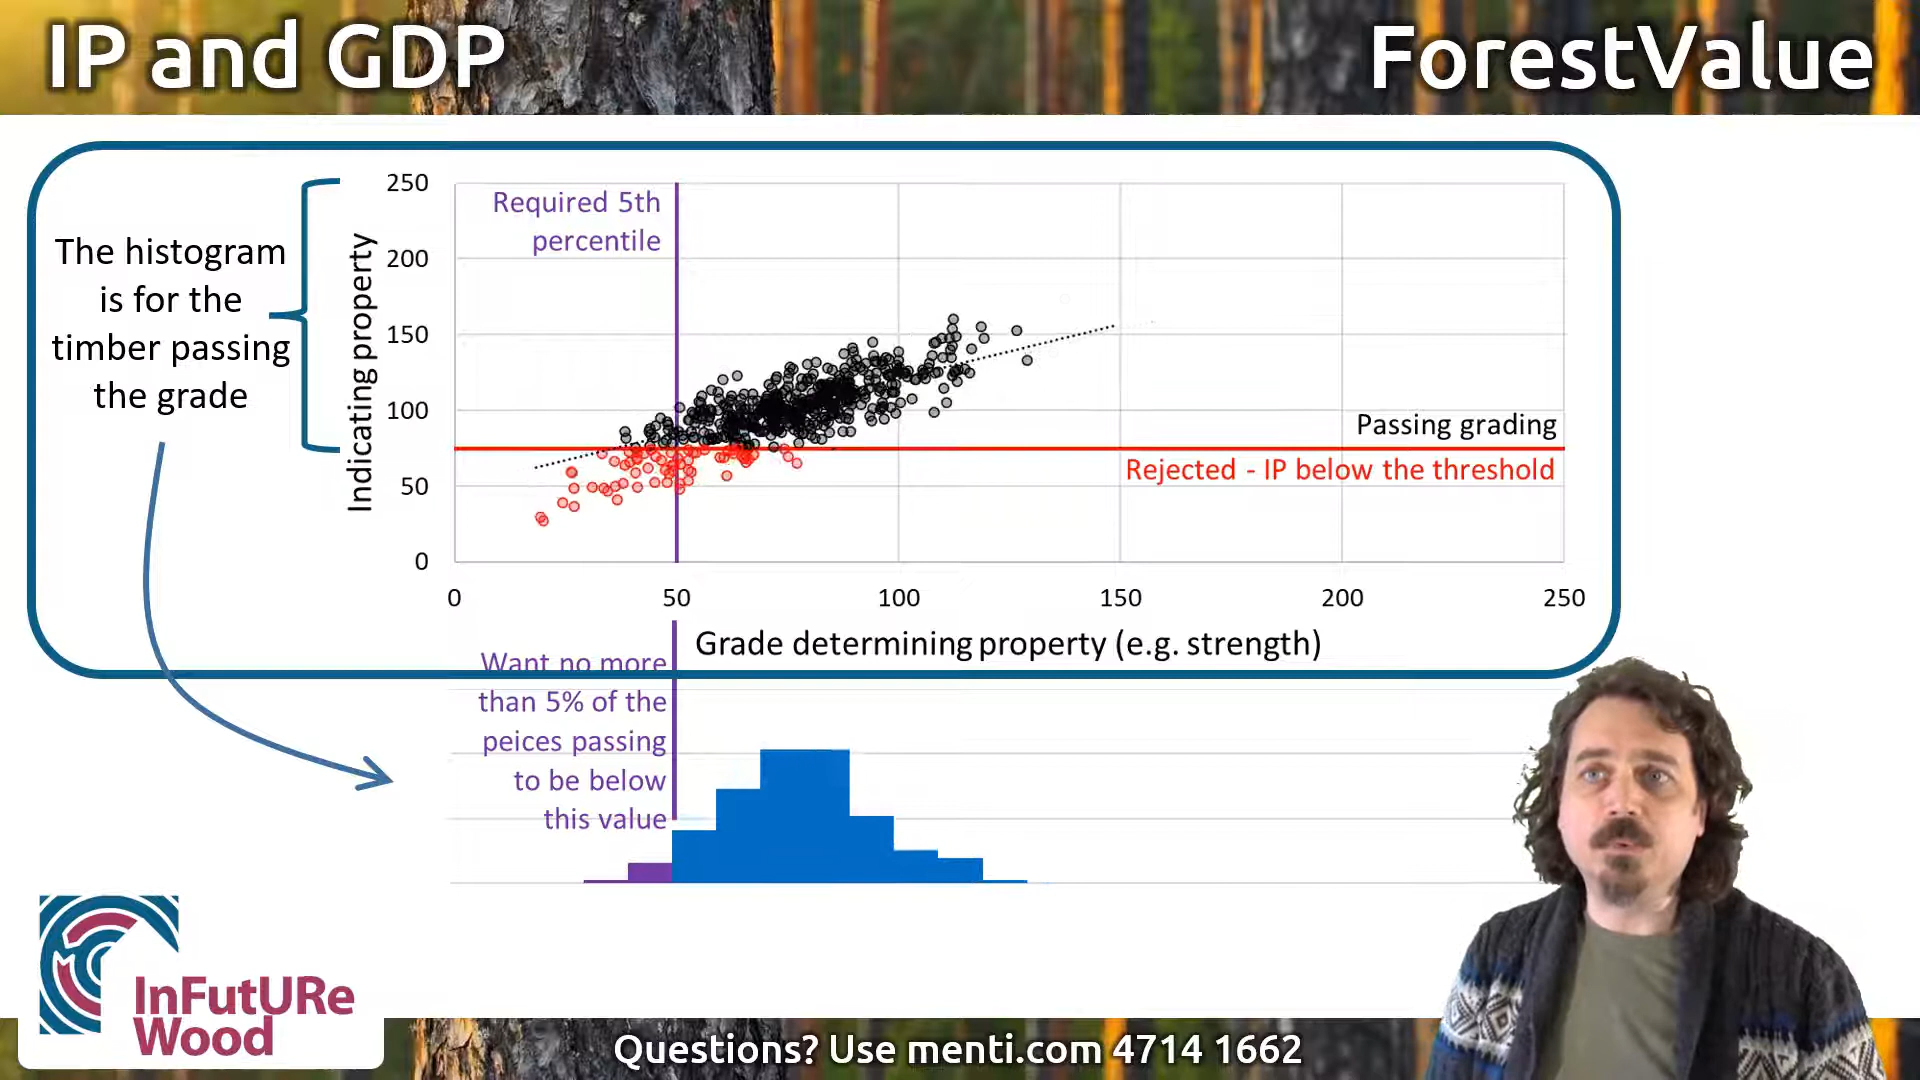 IP and GDP
ForestValue
The histogram
is for the
timber passing
the grade
Indicating property
250
200
150
100
50
0
Required 5th
percentile
Passing grading
Rejected - IP below the threshold
0 50 100 150 200 250
Grade determining property (e.g. strength)
Want no more
than 5% of the
peices passing
to be below
this value
InFutURe
Wood
Questions? Use menti.com 4714 1662